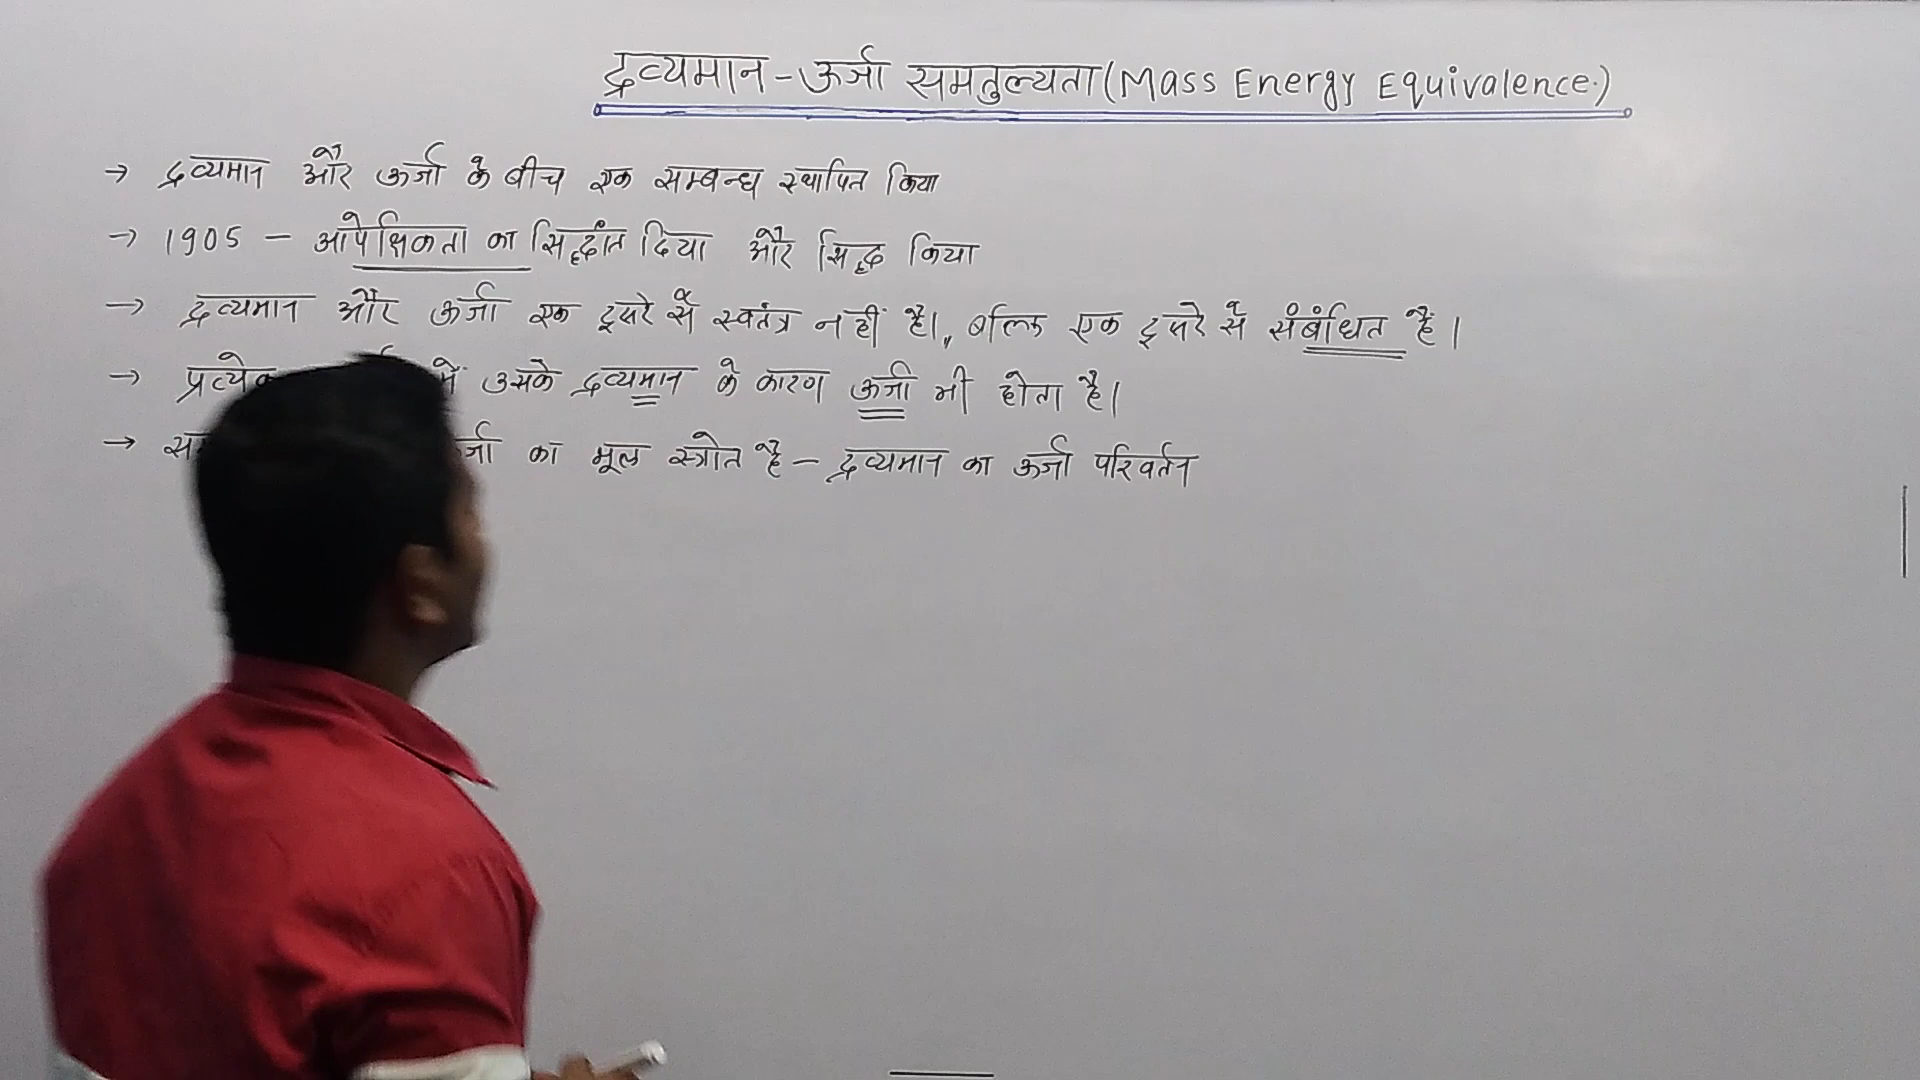 द्रव्यमान-ऊर्जा समतुल्यता (Mass Energy Equivalence.)
→ द्रव्यमान और ऊर्जा के बीच एक सम्बन्ध स्थापित किया
→ 1905 - आपेक्षिकता का सिद्धांत दिया और सिद्ध किया
→ द्रव्यमान और ऊर्जा एक दूसरे से स्वतंत्र नहीं है।,, बल्कि एक दूसरे से संबंधित है।
→ में उसके द्रव्यमान के कारण ऊर्जा भी होता है।
→ का मूल स्त्रोत है - द्रव्यमान का ऊर्जा परिवर्तन